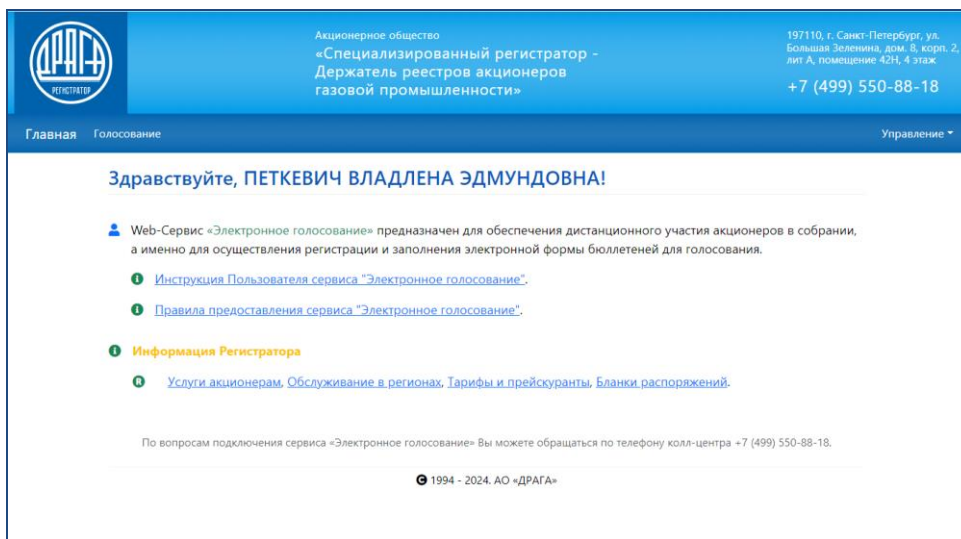 ДРАГА
РЕГИСТРАТОР
Акционерное общество
«Специализированный регистратор -
Держатель реестров акционеров
газовой промышленности»
197110, г. Санкт-Петербург, ул.
Большая Зеленина, дом. 8, корп. 2,
лит А, помещение 42Н, 4 этаж
+7 (499) 550-88-18
Главная Голосование Управление
Здравствуйте, ПЕТКЕВИЧ ВЛАДЛЕНА ЭДМУНДОВНА!
Web-Сервис «Электронное голосование» предназначен для обеспечения дистанционного участия акционеров в собрании,
а именно для осуществления регистрации и заполнения электронной формы бюллетеней для голосования.
Инструкция Пользователя сервиса "Электронное голосование".
Правила предоставления сервиса "Электронное голосование".
Информация Регистратора
Услуги акционерам, Обслуживание в регионах, Тарифы и прейскуранты, Бланки распоряжений.
По вопросам подключения сервиса «Электронное голосование» Вы можете обращаться по телефону колл-центра +7 (499) 550-88-18.
1994 - 2024. АО «ДРАГА»